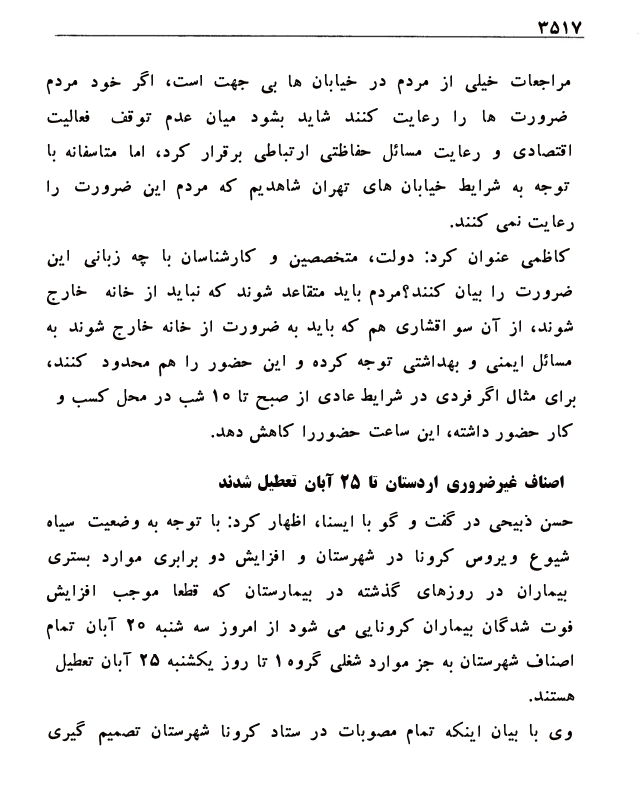 ۳۵۱۷
مراجعات خیلی از مردم در خیابان ها بی جهت است، اگر خود مردم
ضرورت ها را رعایت کنند شاید بشود میان عدم توقف فعالیت
اقتصادی و رعایت مسائل حفاظتی ارتباطی برقرار کرد، اما متاسفانه با
توجه به شرایط خیابان های تهران شاهدیم که مردم این ضرورت را
رعایت نمی کنند.
کاظمی عنوان کرد: دولت، متخصصین و کارشناسان با چه زبانی این
ضرورت را بیان کنند؟مردم باید متقاعد شوند که نباید از خانه خارج
شوند، از آن سو اقشاری هم که باید به ضرورت از خانه خارج شوند به
مسائل ایمنی و بهداشتی توجه کرده و این حضور را هم محدود کنند،
برای مثال اگر فردی در شرایط عادی از صبح تا ۱۰ شب در محل کسب و
کار حضور داشته، این ساعت حضوررا کاهش دهد.
اصناف غیرضروری اردستان تا ۲۵ آبان تعطیل شدند
حسن ذبیحی در گفت و گو با ایسنا، اظهار کرد: با توجه به وضعیت سیاه
شیوع ویروس کرونا در شهرستان و افزایش دو برابری موارد بستری
بیماران در روزهای گذشته در بیمارستان که قطعا موجب افزایش
فوت شدگان بیماران کرونایی می شود از امروز سه شنبه ۲۰ آبان تمام
اصناف شهرستان به جز موارد شغلی گروه ۱ تا روز یکشنبه ۲۵ آبان تعطیل
هستند.
وی با بیان اینکه تمام مصوبات در ستاد کرونا شهرستان تصمیم گیری